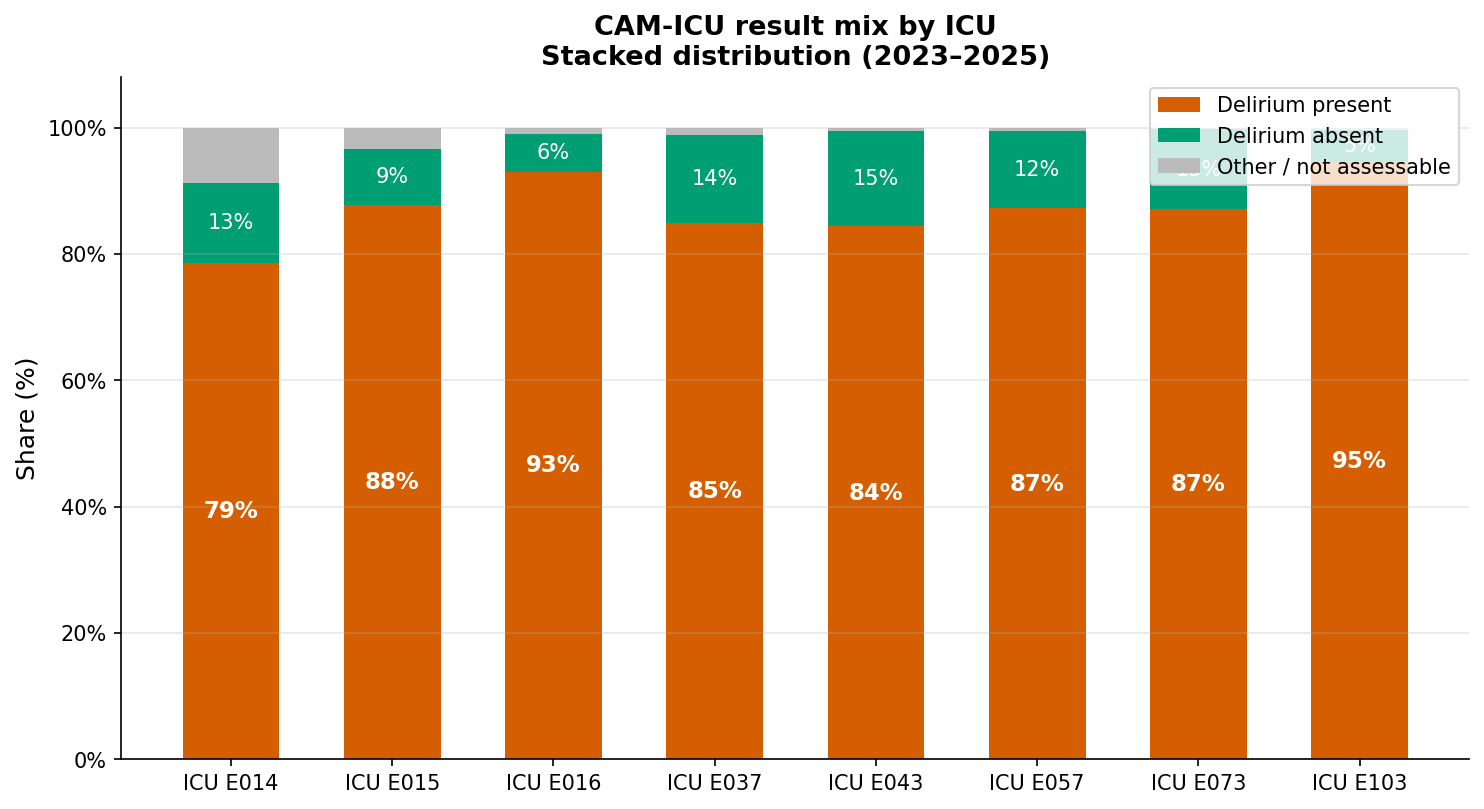 CAM-ICU result mix by ICU
Stacked distribution (2023–2025)
Delirium present
Delirium absent
Other / not assessable
Share (%)
100%
80%
60%
40%
20%
0%
13%
9%
6%
14%
15%
12%
13%
5%
79%
88%
93%
85%
84%
87%
87%
95%
ICU E014
ICU E015
ICU E016
ICU E037
ICU E043
ICU E057
ICU E073
ICU E103